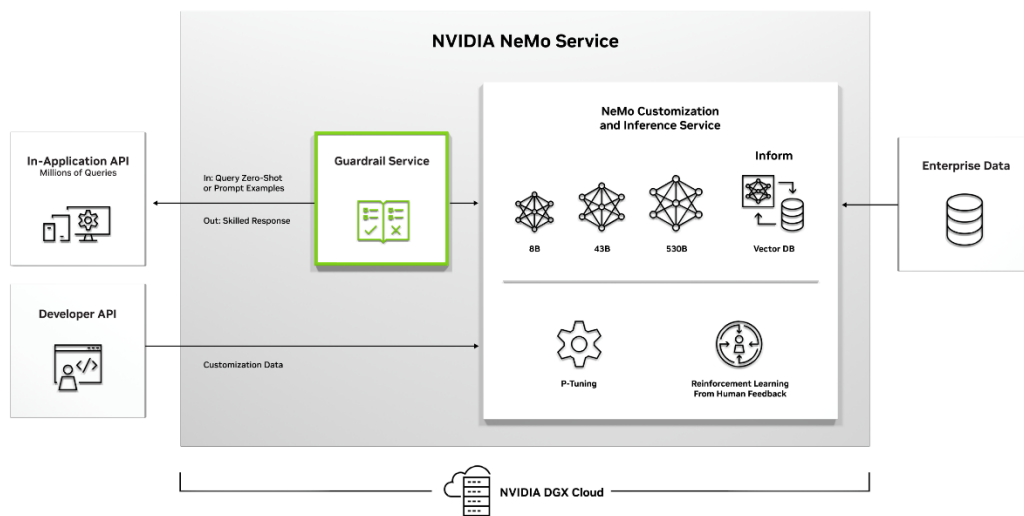 NVIDIA NeMo Service
In-Application API
Millions of Queries
In: Query Zero-Shot
or Prompt Examples
Out: Skilled Response
Guardrail Service
NeMo Customization
and Inference Service
Inform
8B
43B
530B
Vector DB
Enterprise Data
Developer API
Customization Data
P-Tuning
Reinforcement Learning
From Human Feedback
NVIDIA DGX Cloud